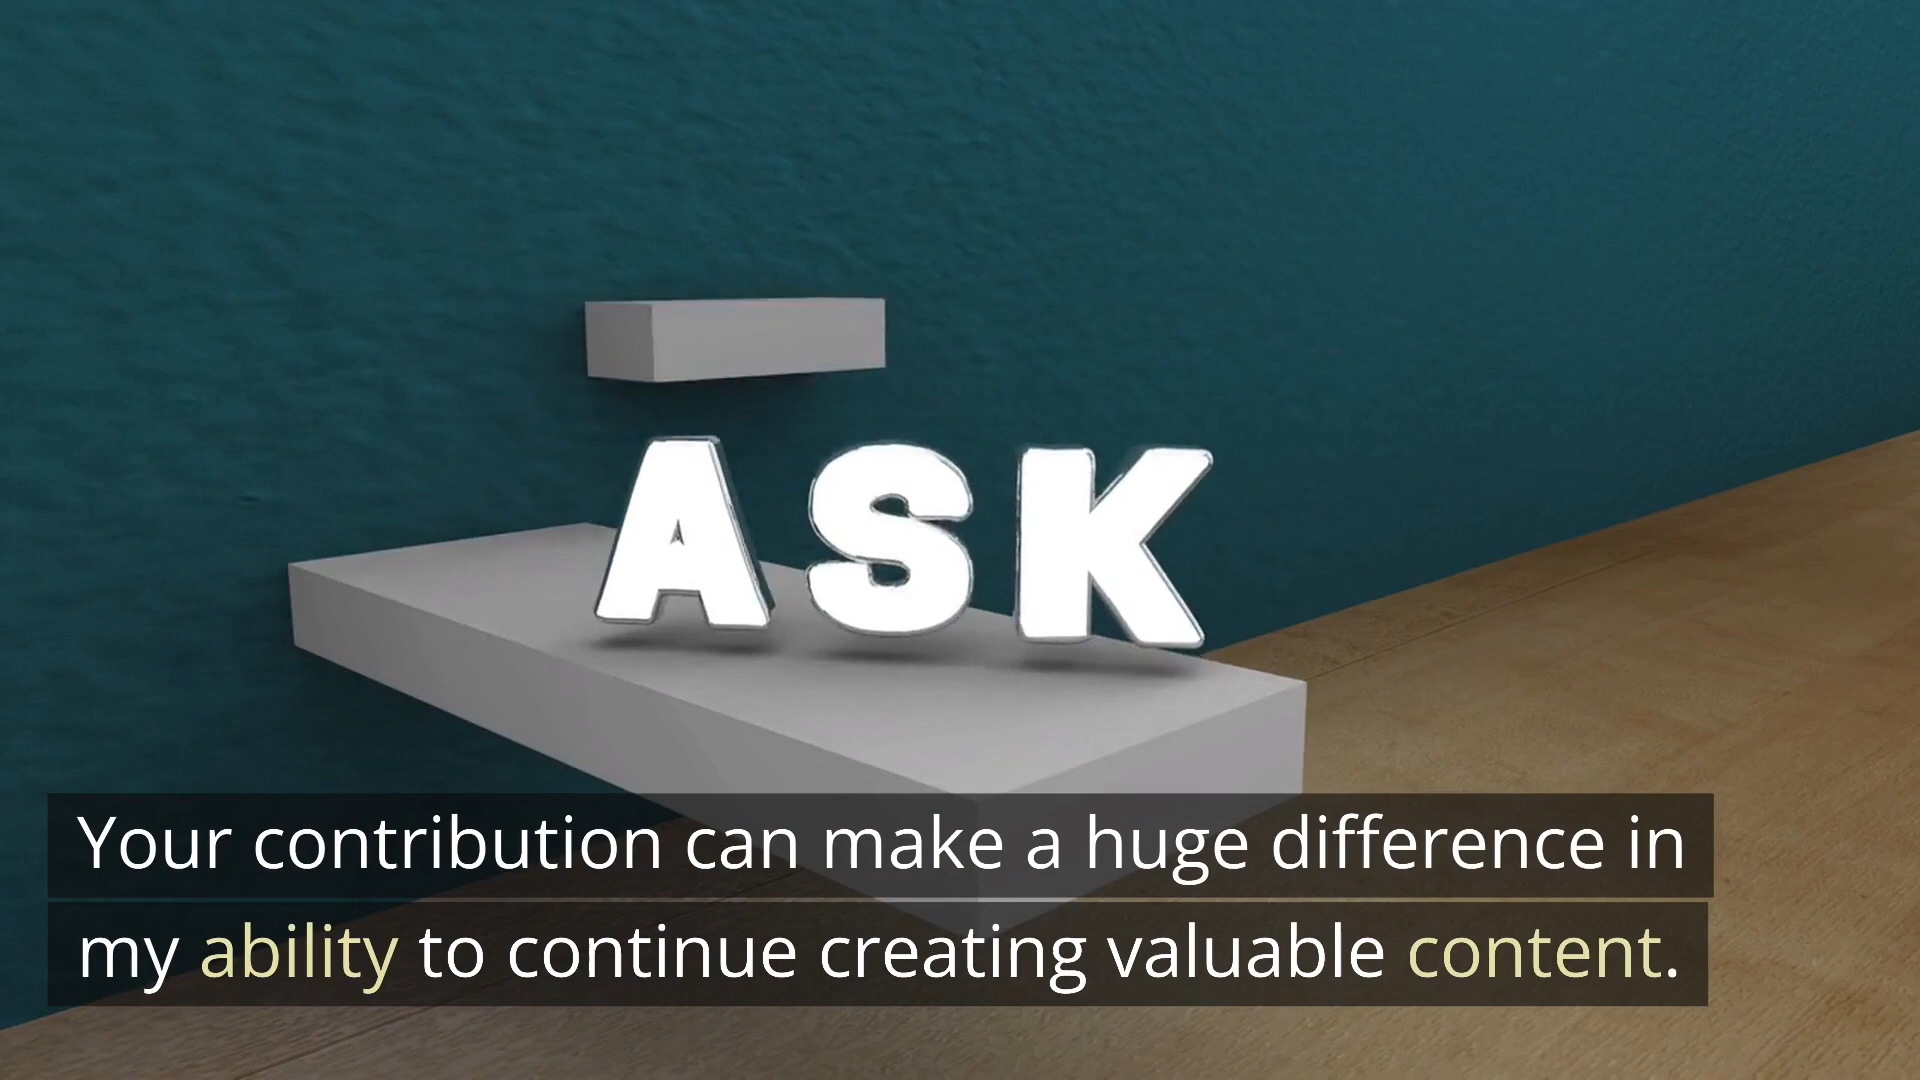 ASK
Your contribution can make a huge difference in
my ability to continue creating valuable content.